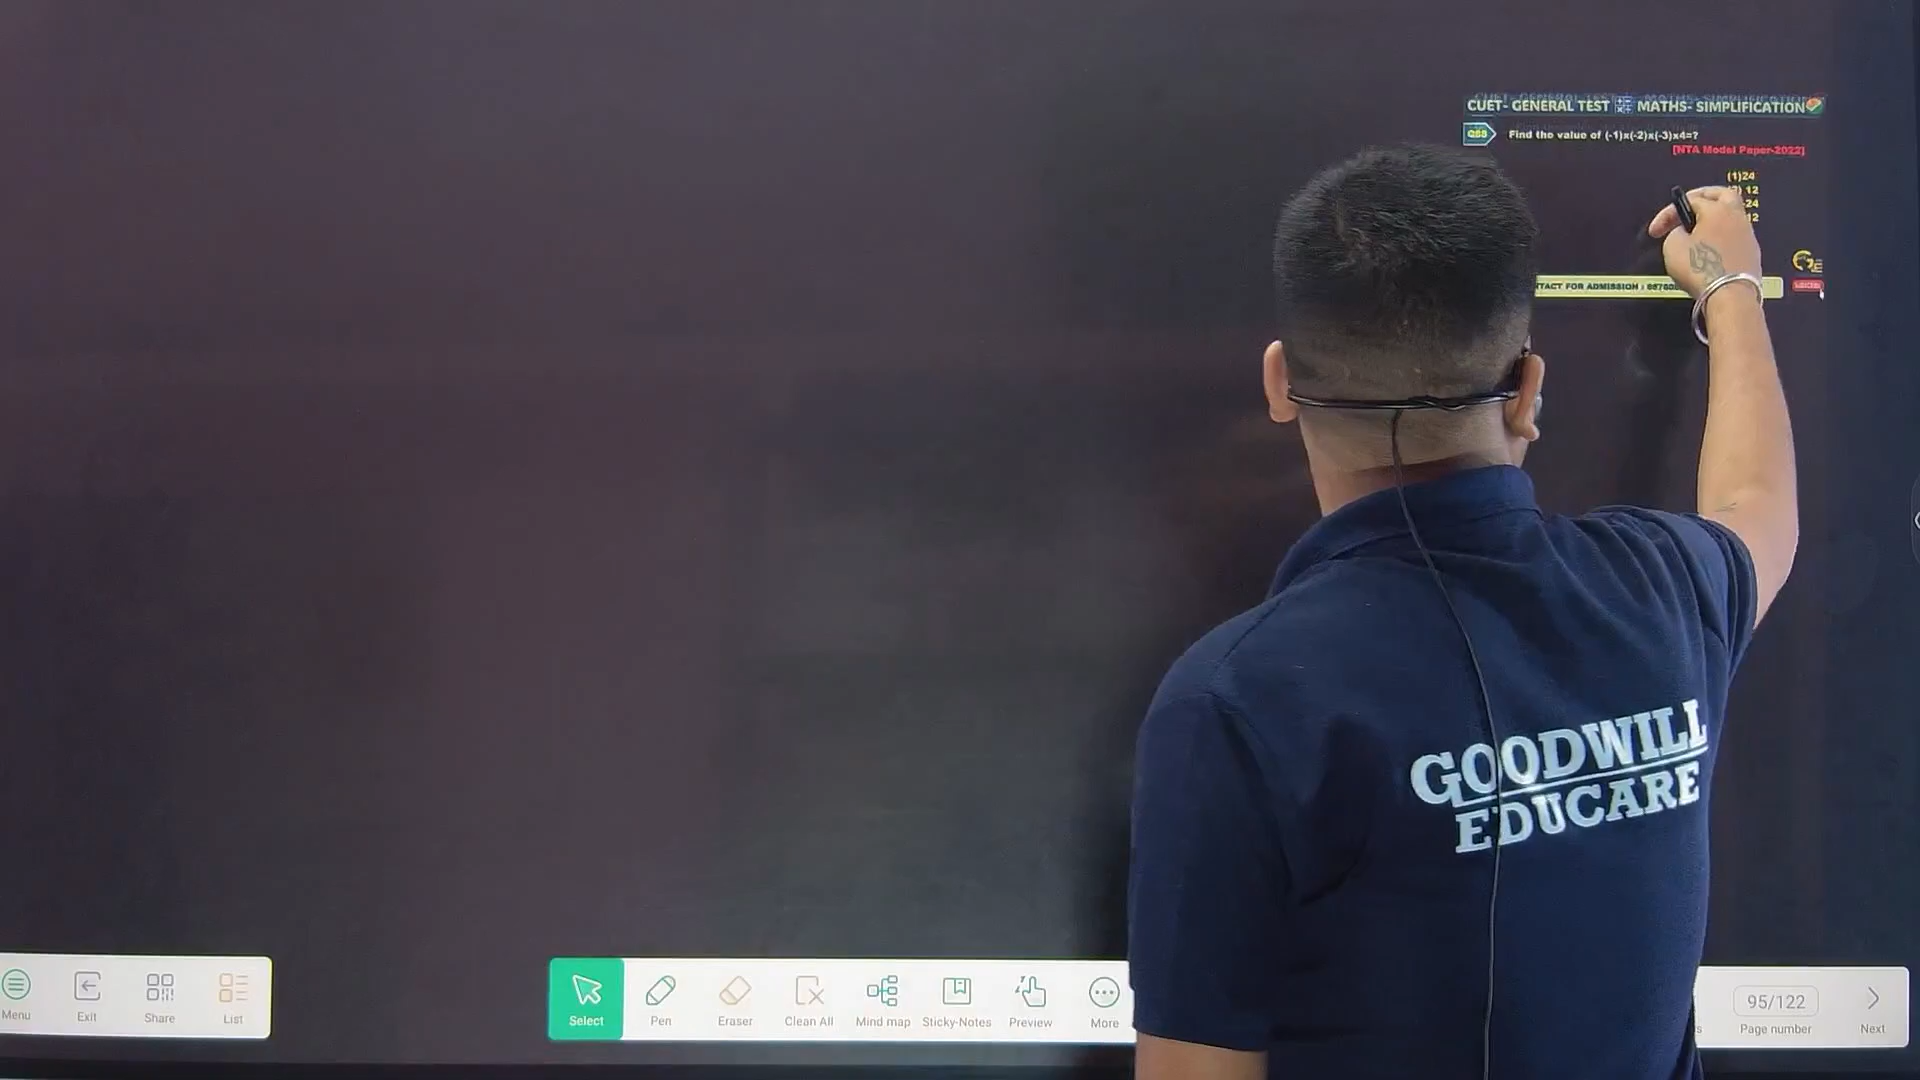 CUET- GENERAL TEST MATHS- SIMPLIFICATION
Find the value of (-1)x(-2)x(-3)x4=?
[NTA Model Paper-2022]
(1)24
12
-24
12
FOR ADMISSION :
GOODWILL
EDUCARE
Menu
Exit
Share
List
Select
Pen
Eraser
Clean All
Mind map
Sticky-Notes
Preview
More
95/122
Page number
Next